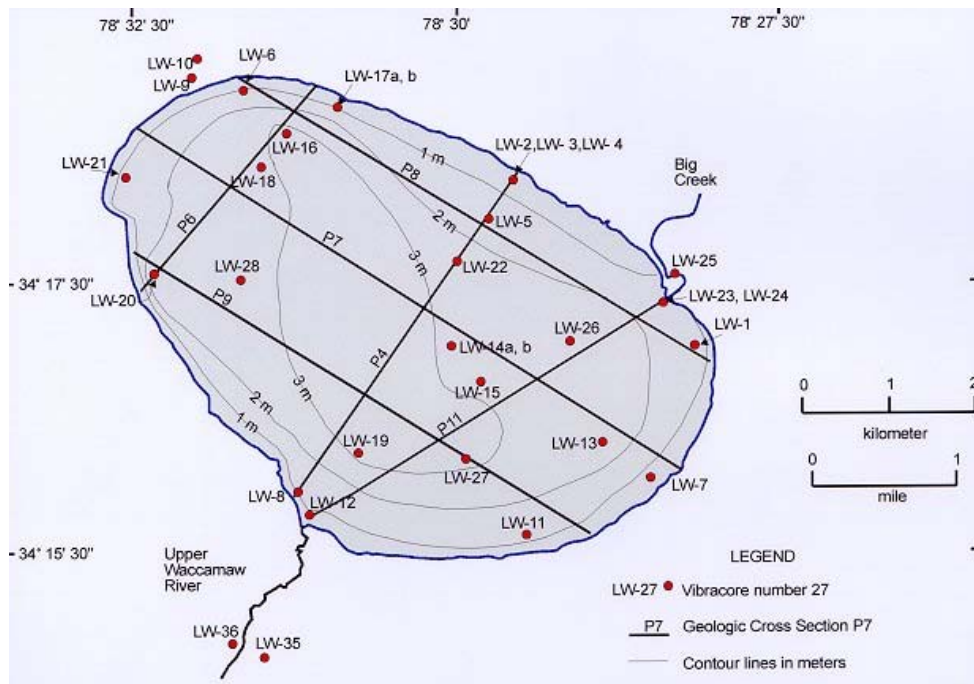 78° 32' 30"
78° 30'
78° 27' 30"
LW-6
LW-10
LW-9
LW-17a, b
LW-16
1 m
LW-2,LW- 3,LW- 4
LW-21
LW-18
P8
Big
Creek
P6
2 m
LW-5
P7
3 m
3 m
LW-22
LW-25
34° 17' 30"
LW-28
LW-20
P9
LW-23, LW-24
LW-26
LW-1
LW-14a, b
P4
LW-15
0
1
2
3 m
2 m
1 m
P11
kilometer
LW-19
LW-13
LW-27
0
1
LW-7
LW-8
LW-12
mile
LW-11
34° 15' 30"
Upper
Waccamaw
River
LEGEND
LW-27 Vibracore number 27
P7 Geologic Cross Section P7
LW-36
LW-35
Contour lines in meters